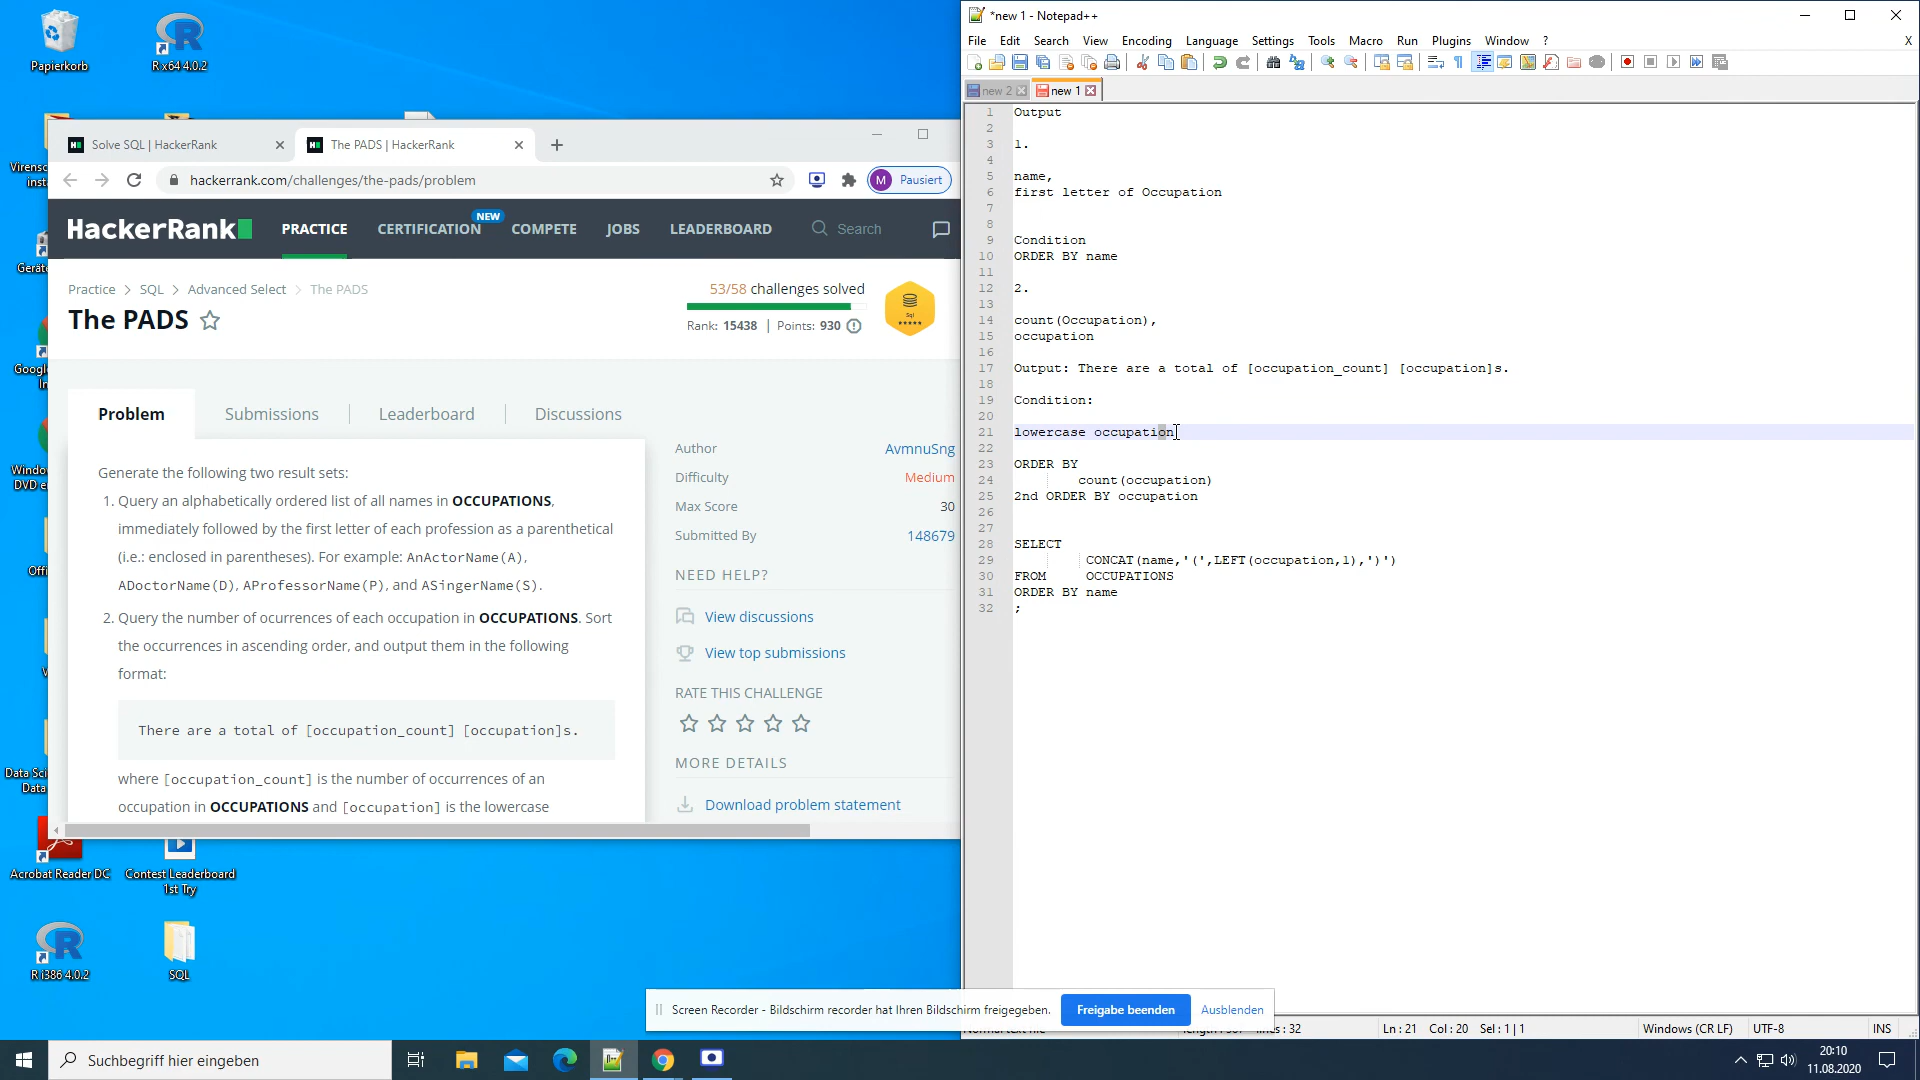 Papierkorb
R x64 4.0.2
Solve SQL | HackerRank
The PADS | HackerRank
hackerrank.com/challenges/the-pads/problem
M Pausiert
HackerRank
PRACTICE
CERTIFICATION
NEW
COMPETE
JOBS
LEADERBOARD
Search
Practice > SQL > Advanced Select > The PADS
The PADS
53/58 challenges solved
Rank: 15438 | Points: 930
Sql
Problem
Submissions
Leaderboard
Discussions
Generate the following two result sets:
1. Query an alphabetically ordered list of all names in OCCUPATIONS,
immediately followed by the first letter of each profession as a parenthetical
(i.e.: enclosed in parentheses). For example: AnActorName(A),
ADoctorName(D), AProfessorName(P), and ASingerName(S).
2. Query the number of ocurrences of each occupation in OCCUPATIONS. Sort
the occurrences in ascending order, and output them in the following
format:
There are a total of [occupation_count] [occupation]s.
where [occupation_count] is the number of occurrences of an
occupation in OCCUPATIONS and [occupation] is the lowercase
Author AvmnuSng
Difficulty Medium
Max Score 30
Submitted By 148679
NEED HELP?
View discussions
View top submissions
RATE THIS CHALLENGE
MORE DETAILS
Download problem statement
Acrobat Reader DC
Contest Leaderboard
1st Try
R i386 4.0.2
SQL
*new 1 - Notepad++
File Edit Search View Encoding Language Settings Tools Macro Run Plugins Window ? X
new 2
new 1
1 Output
2
3 1.
4
5 name,
6 first letter of Occupation
7
8
9 Condition
10 ORDER BY name
11
12 2.
13
14 count(Occupation),
15 occupation
16
17 Output: There are a total of [occupation_count] [occupation]s.
18
19 Condition:
20
21 lowercase occupation
22
23 ORDER BY
24 count(occupation)
25 2nd ORDER BY occupation
26
27
28 SELECT
29 CONCAT(name,'(',LEFT(occupation,1),')')
30 FROM OCCUPATIONS
31 ORDER BY name
32 ;
Screen Recorder - Bildschirm recorder hat Ihren Bildschirm freigegeben.
Freigabe beenden
Ausblenden
Ln: 21 Col: 20 Sel: 1 | 1
Windows (CR LF)
UTF-8
INS
Suchbegriff hier eingeben
20:10
11.08.2020